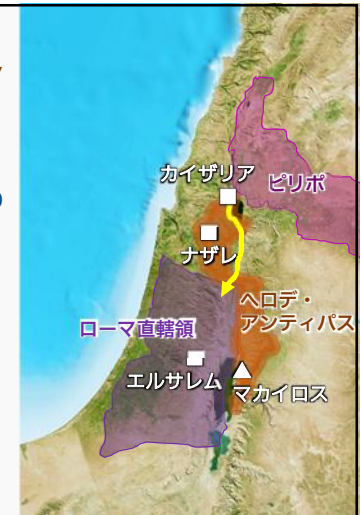 カイザリア
ピリポ
ナザレ
ヘロデ・
アンティパス
ローマ直轄領
エルサレム
マカイロス